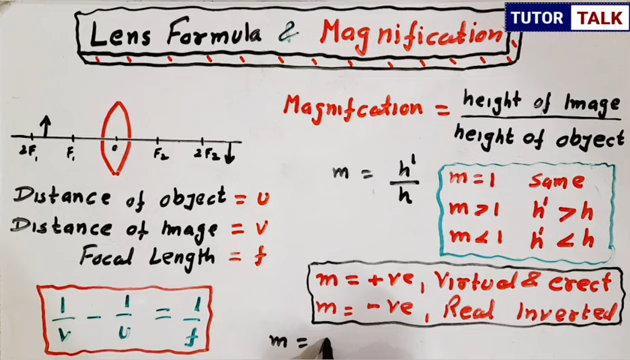 TUTOR TALK
Lens Formula & Magnification
2F₁ F₁ O F₂ 2F₂
Distance of object = u
Distance of Image = v
Focal Length = f
1/v - 1/u = 1/f
Magnifcation = height of Image / height of object
m = h'/h
m = 1 Same
m > 1 h' > h
m < 1 h' < h
m = +ve, Virtual & erect
m = -ve, Real Inverted
m =